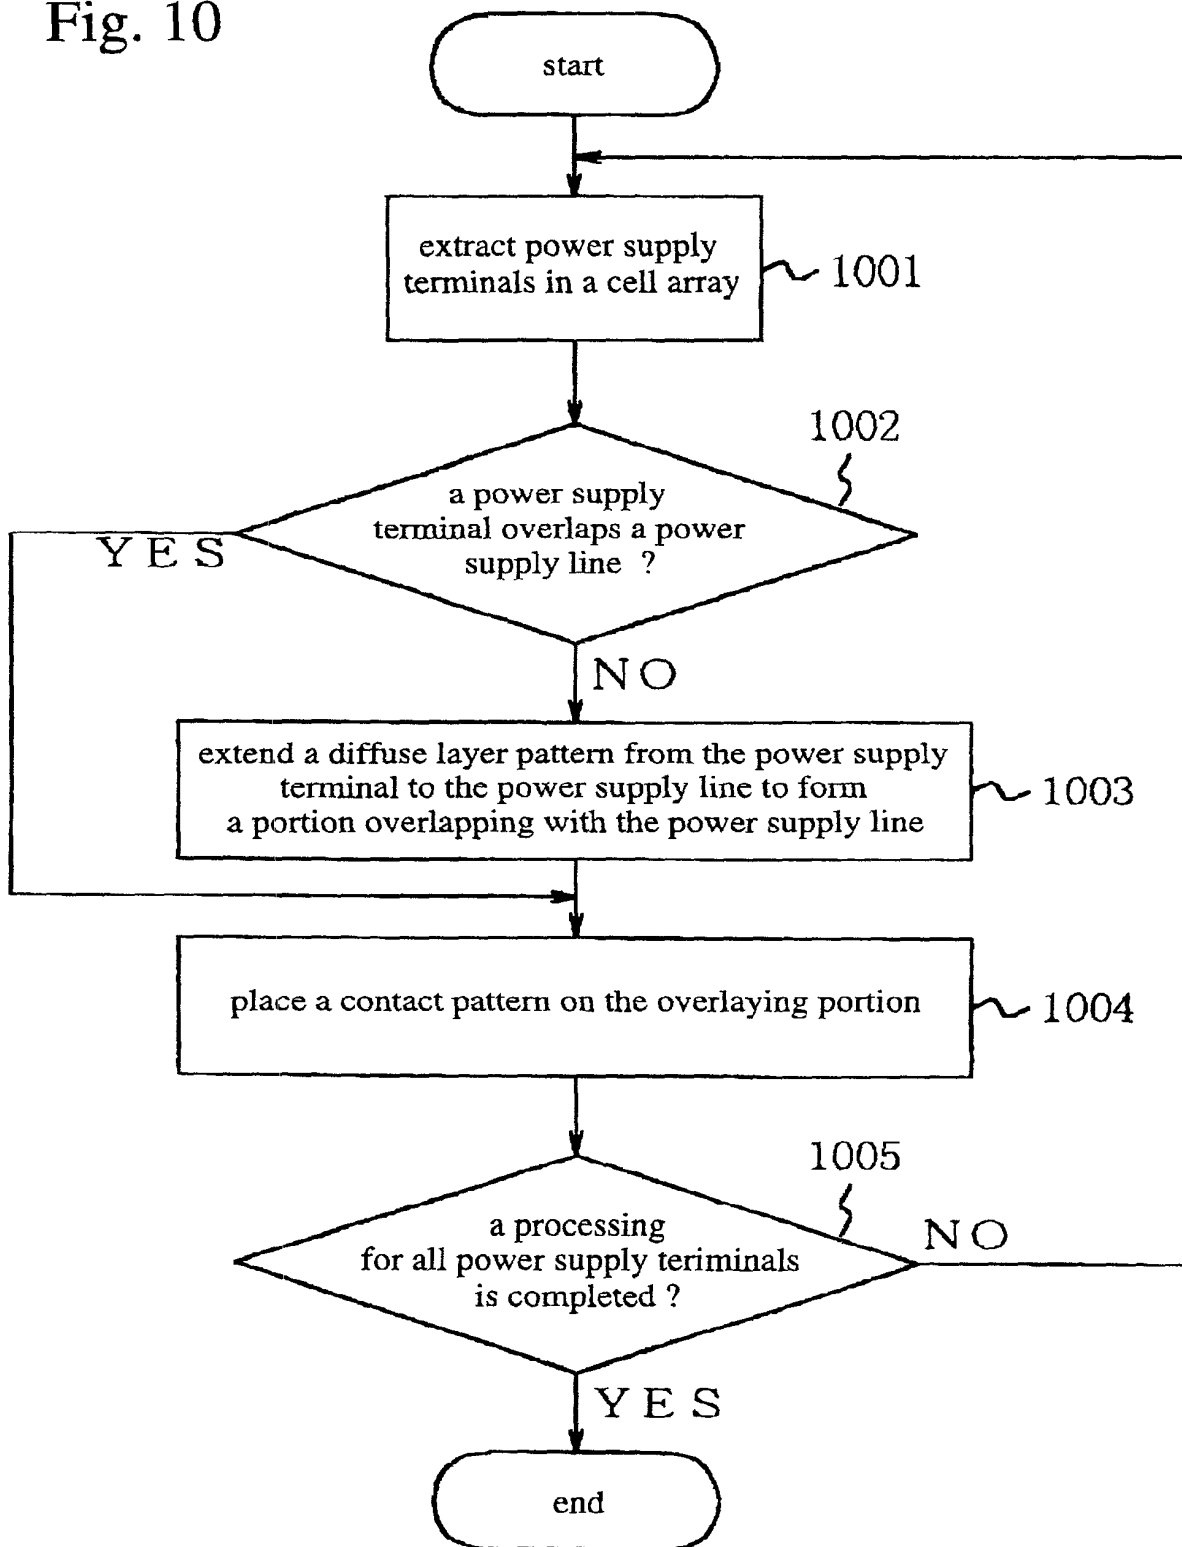 Fig. 10
start
extract power supply
terminals in a cell array
1001
1002
a power supply
terminal overlaps a power
supply line ?
YES
NO
extend a diffuse layer pattern from the power supply
terminal to the power supply line to form
a portion overlapping with the power supply line
1003
place a contact pattern on the overlaying portion
1004
1005
a processing
for all power supply teriminals
is completed ?
NO
YES
end